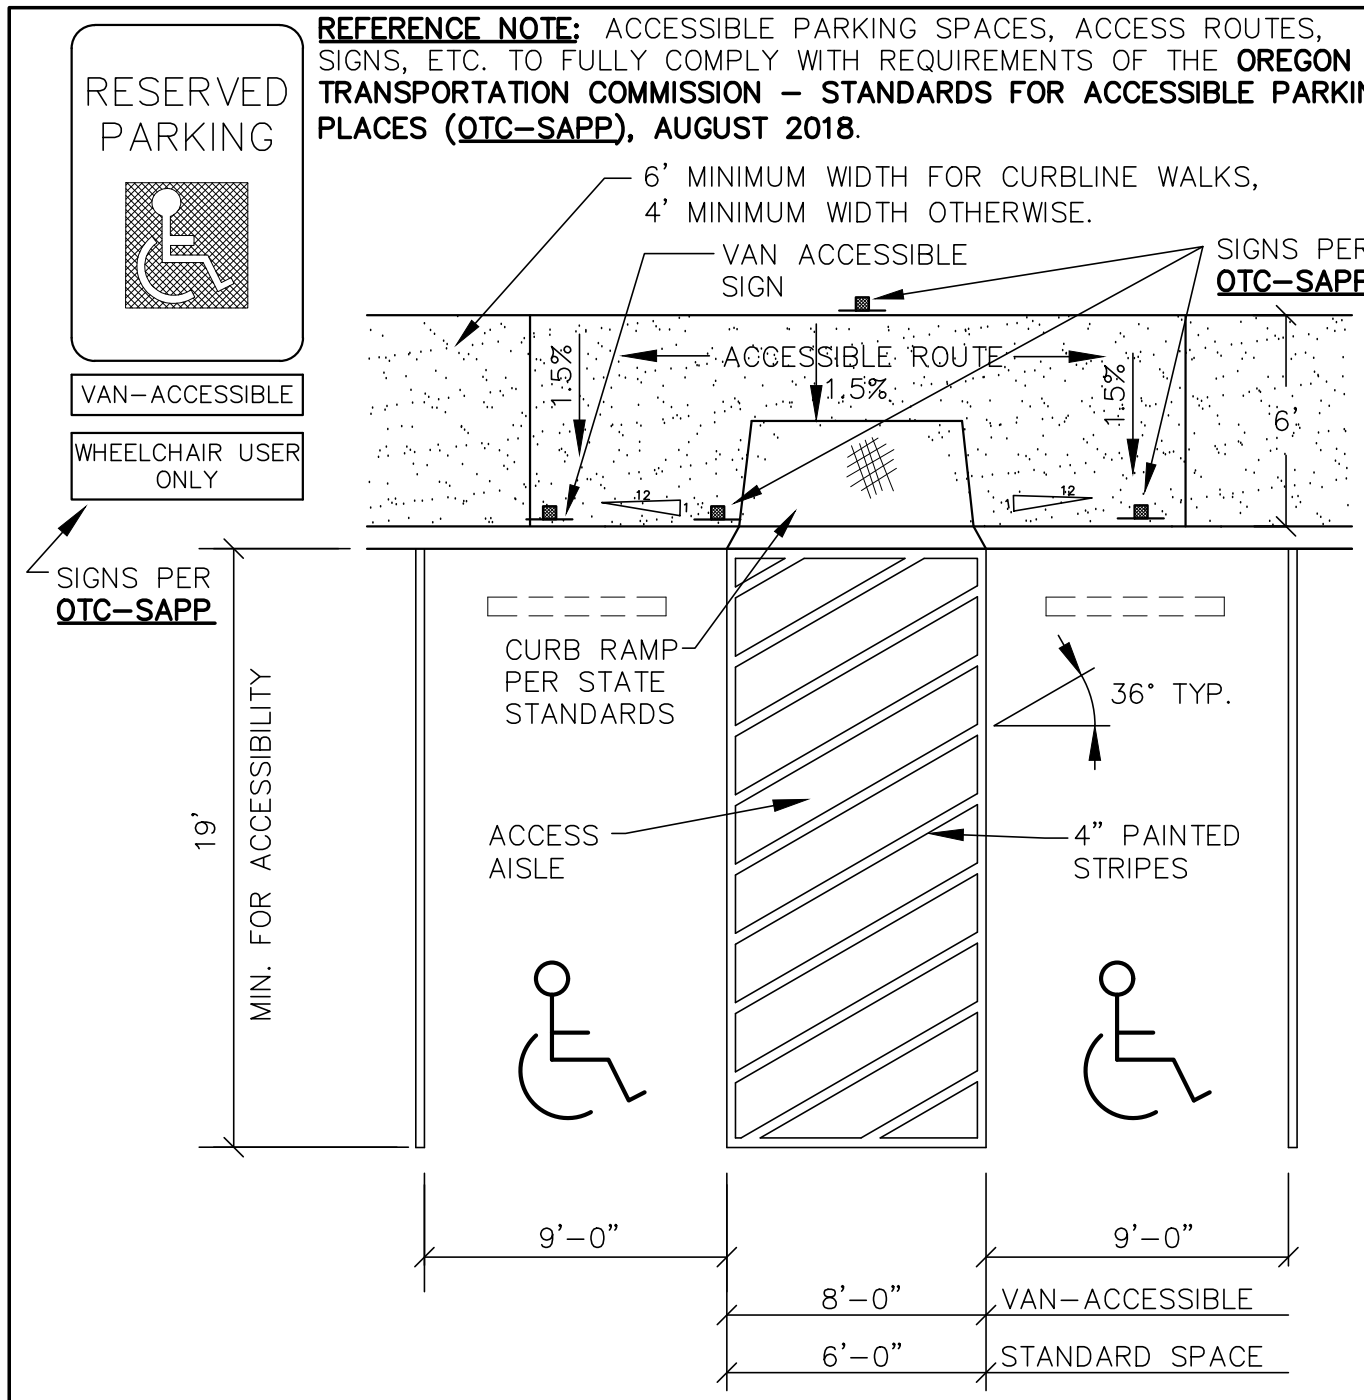 RESERVED
PARKING
VAN-ACCESSIBLE
WHEELCHAIR USER
ONLY
SIGNS PER
OTC-SAPP
REFERENCE NOTE: ACCESSIBLE PARKING SPACES, ACCESS ROUTES,
SIGNS, ETC. TO FULLY COMPLY WITH REQUIREMENTS OF THE OREGON
TRANSPORTATION COMMISSION – STANDARDS FOR ACCESSIBLE PARKIN
PLACES (OTC-SAPP), AUGUST 2018.
6' MINIMUM WIDTH FOR CURBLINE WALKS,
4' MINIMUM WIDTH OTHERWISE.
VAN ACCESSIBLE
SIGN
SIGNS PER
OTC-SAPP
ACCESSIBLE ROUTE
1.5%
1.5%
1.5%
6'
12
1
1
12
CURB RAMP
PER STATE
STANDARDS
36° TYP.
19'
MIN. FOR ACCESSIBILITY
ACCESS
AISLE
4" PAINTED
STRIPES
9'-0"
9'-0"
8'-0"
VAN-ACCESSIBLE
6'-0"
STANDARD SPACE